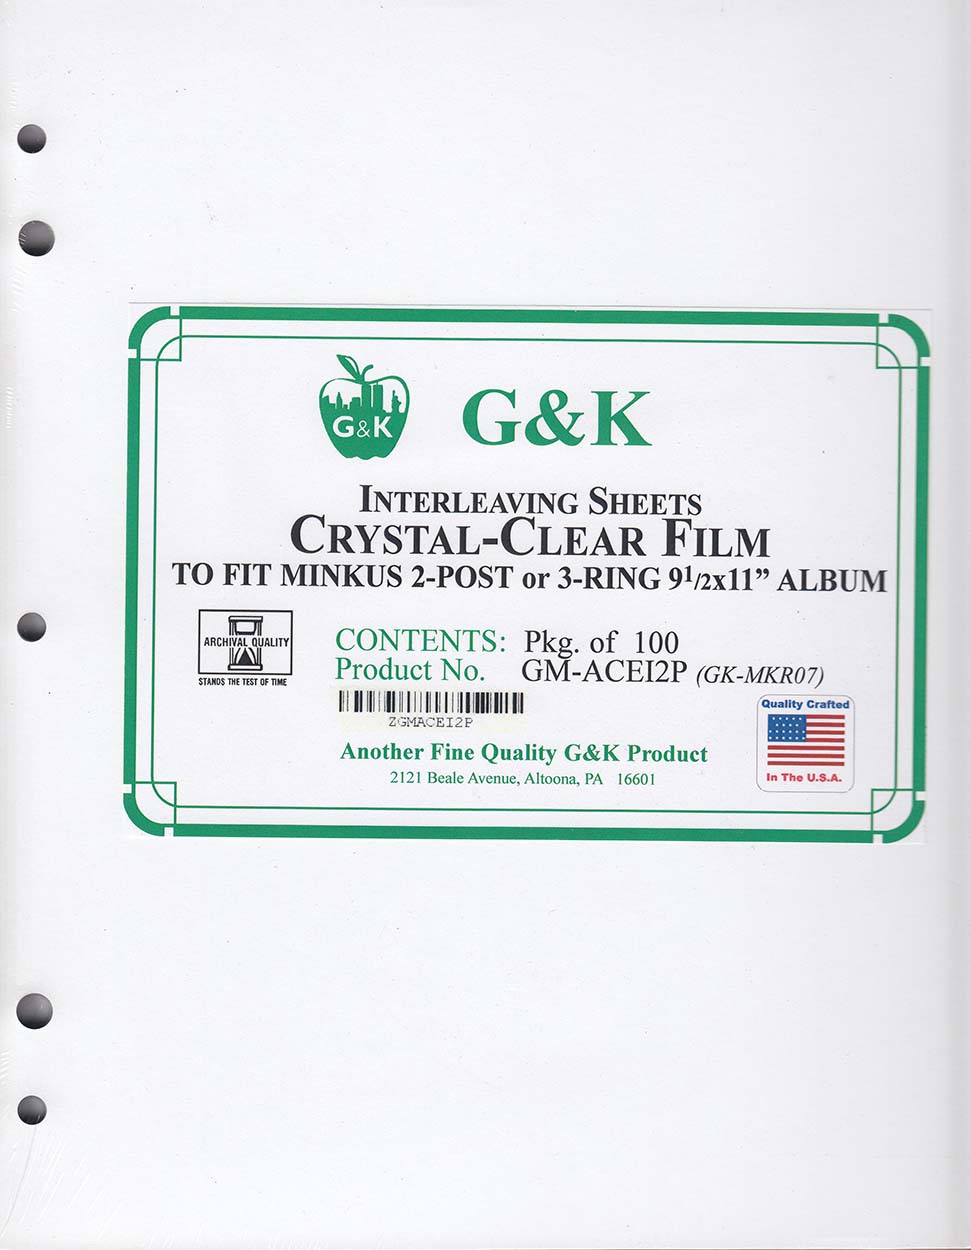 G&K
G&K
INTERLEAVING SHEETS
CRYSTAL-CLEAR FILM
TO FIT MINKUS 2-POST or 3-RING 9 1/2x11” ALBUM
ARCHIVAL QUALITY
STANDS THE TEST OF TIME
CONTENTS: Pkg. of 100
Product No. GM-ACEI2P (GK-MKR07)
ZGMACEI2P
Quality Crafted
In The U.S.A.
Another Fine Quality G&K Product
2121 Beale Avenue, Altoona, PA 16601